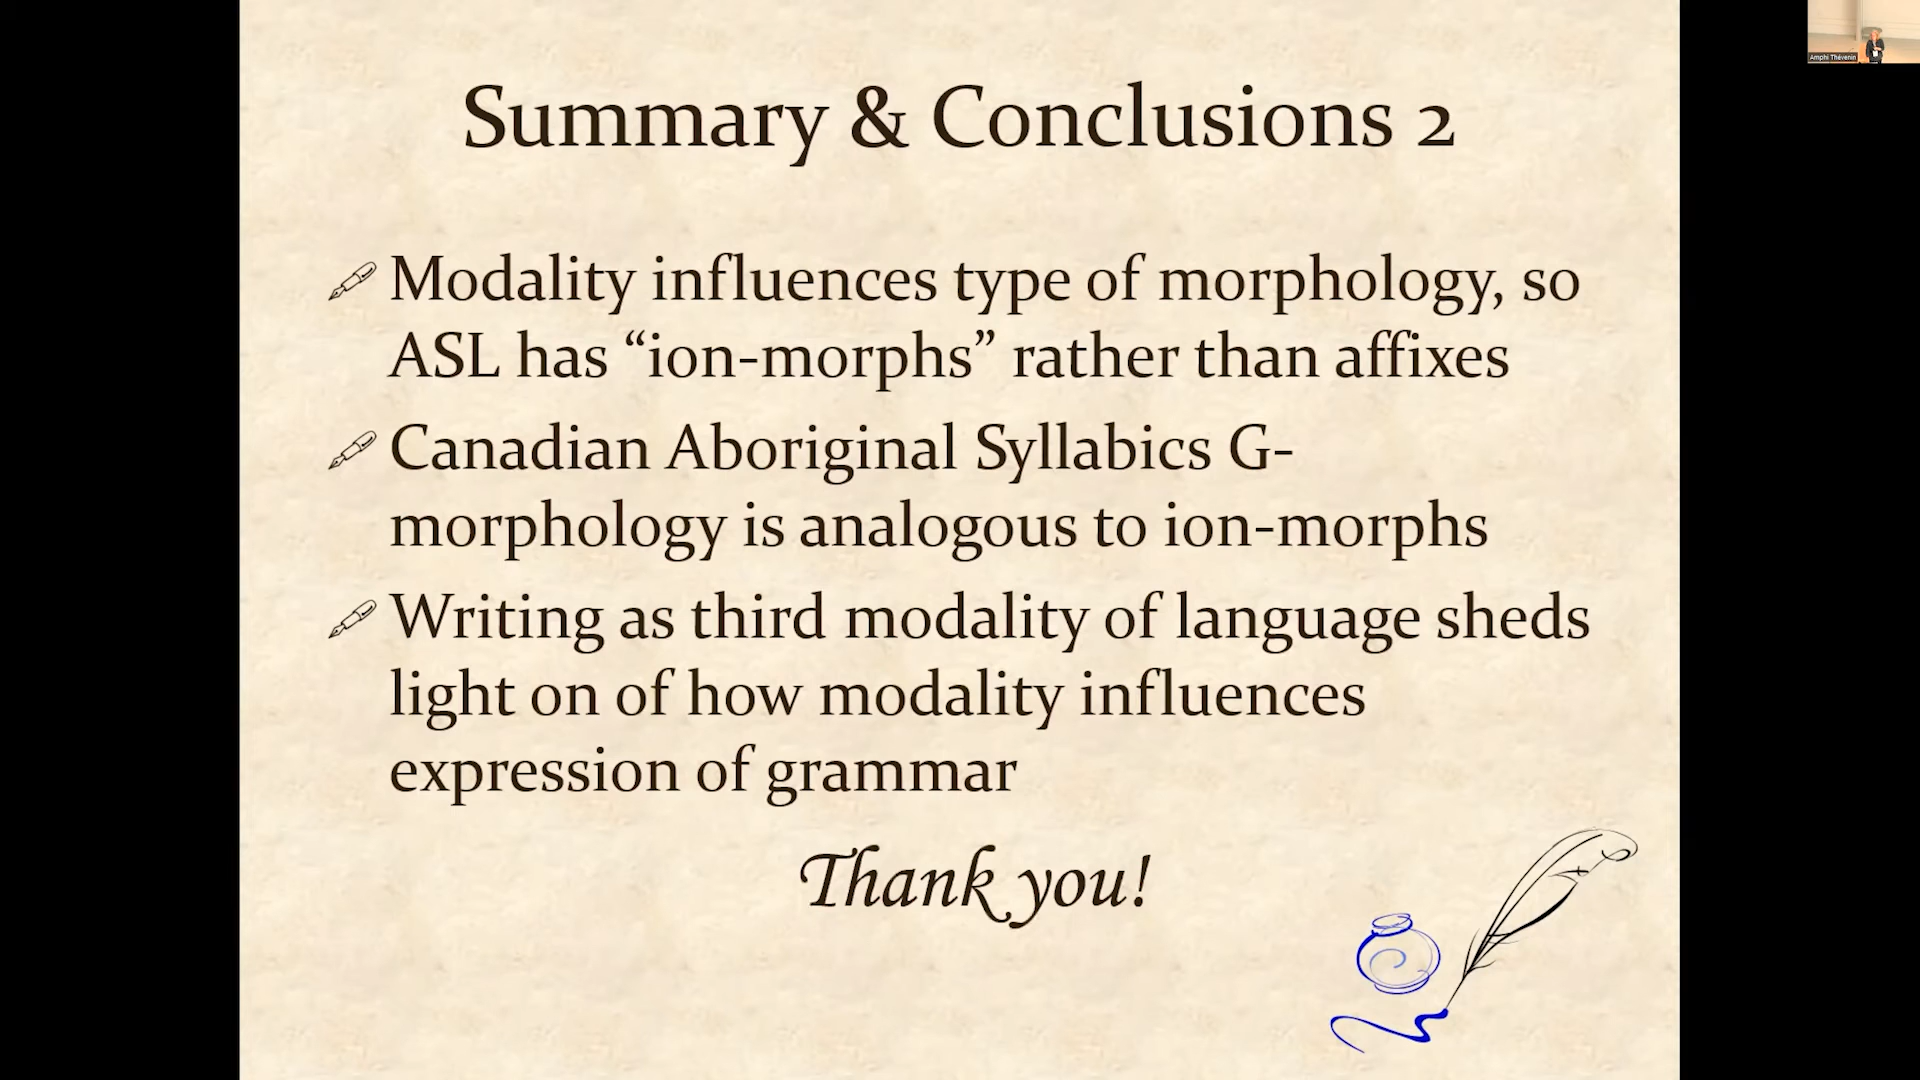 Amphi Thévenin
Summary & Conclusions 2
Modality influences type of morphology, so
ASL has “ion-morphs” rather than affixes
Canadian Aboriginal Syllabics G-
morphology is analogous to ion-morphs
Writing as third modality of language sheds
light on of how modality influences
expression of grammar
Thank you!